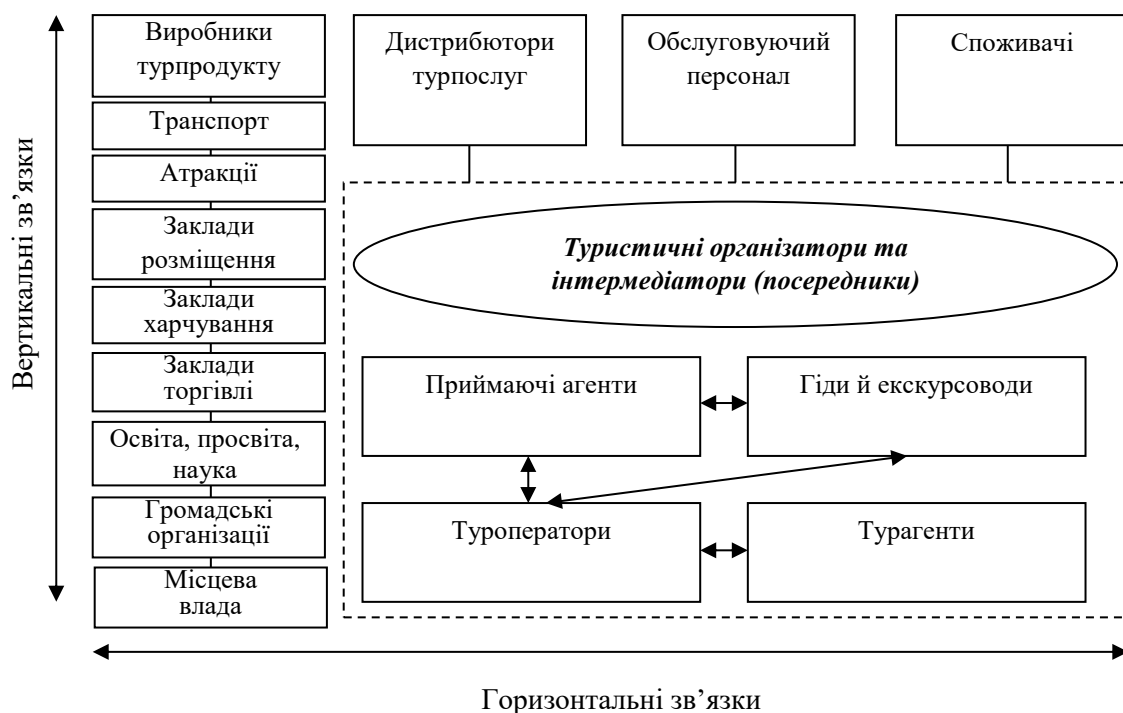 Вертикальні зв’язки
Виробники
турпродукту
Транспорт
Атракції
Заклади
розміщення
Заклади
харчування
Заклади
торгівлі
Освіта, просвіта,
наука
Громадські
організації
Місцева
влада
Дистрибютори
турпослуг
Обслуговуючий
персонал
Споживачі
Туристичні організатори та
інтермедіатори (посередники)
Приймаючі агенти
Гіди й екскурсоводи
Туроператори
Турагенти
Горизонтальні зв’язки